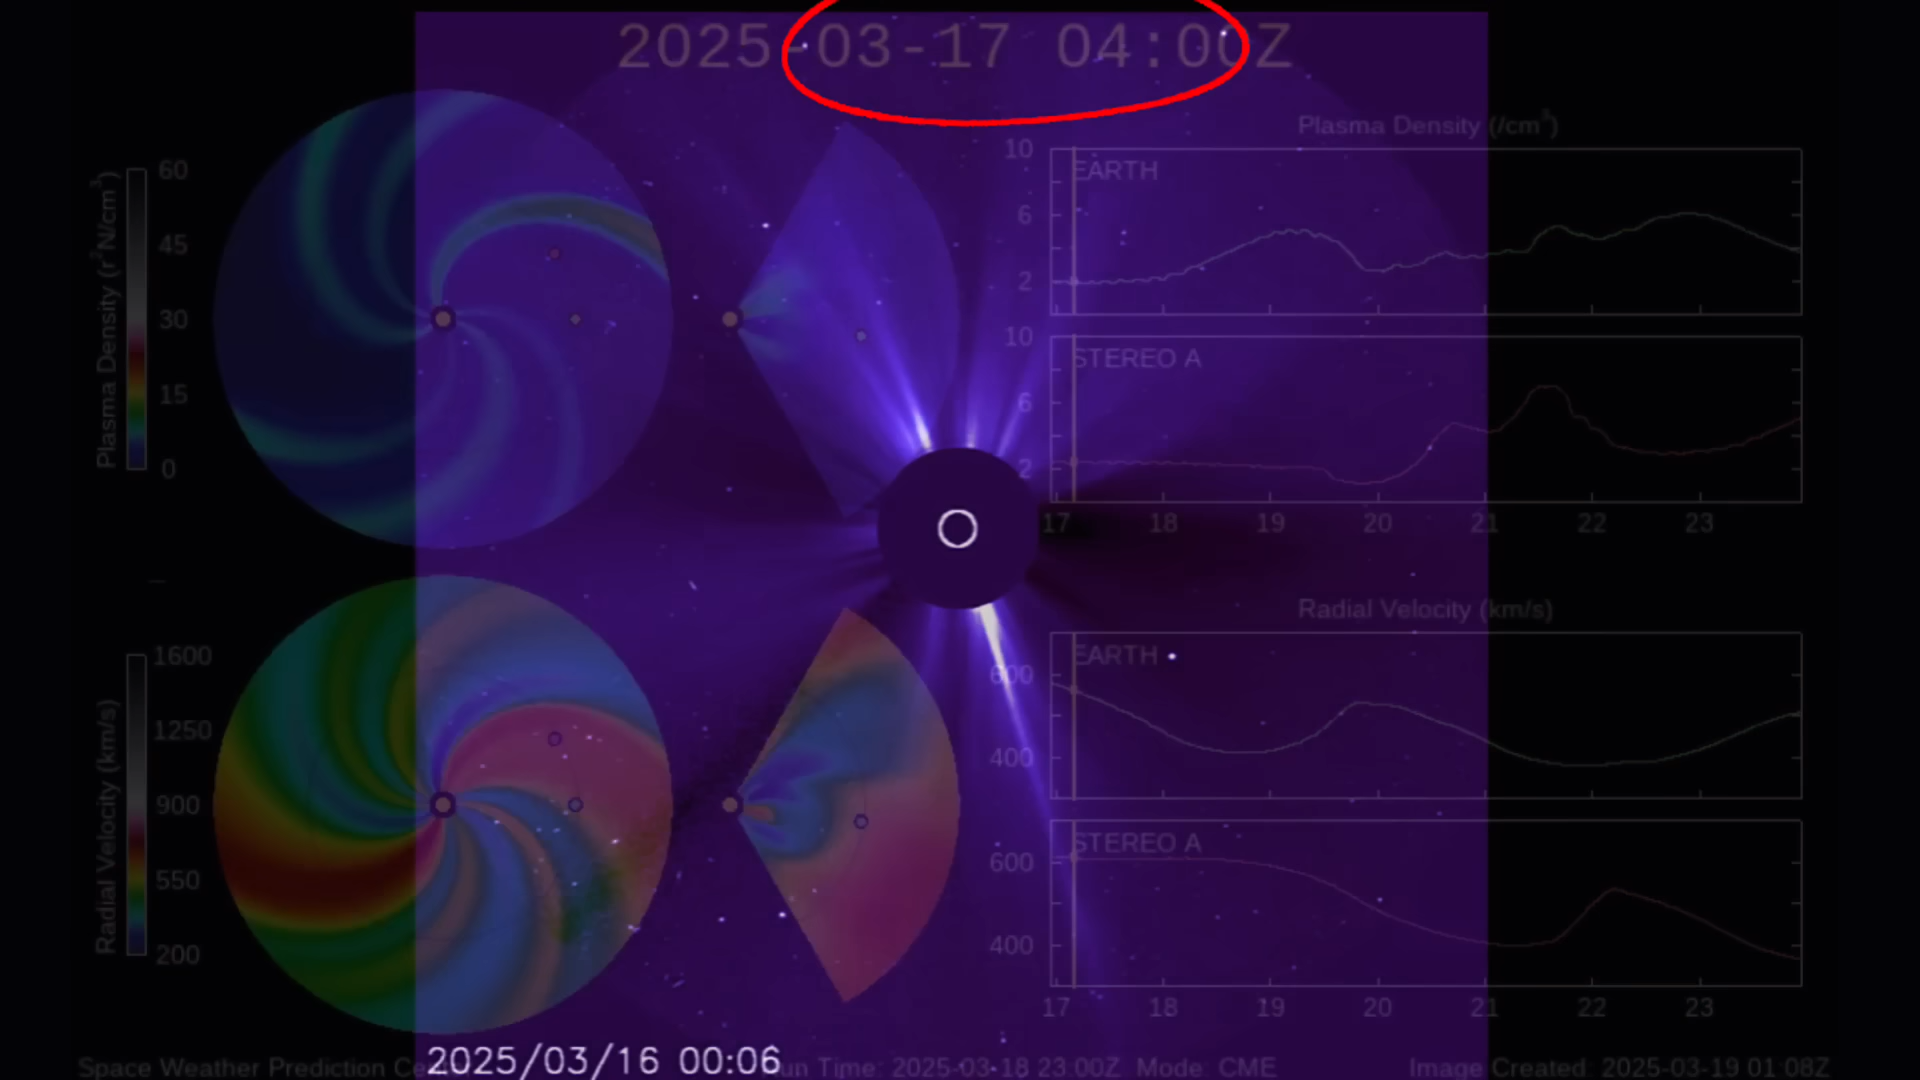 2025-03-17 04:00Z
Plasma Density (/cm³)
60
45
30
15
0
Plasma Density (r²N/cm³)
10
6
2
EARTH
10
6
2
STEREO A
17 18 19 20 21 22 23
Radial Velocity (km/s)
1600
1250
900
550
200
Radial Velocity (km/s)
600
400
EARTH
600
400
STEREO A
17 18 19 20 21 22 23
Space Weather Prediction
2025/03/16 00:06
Run Time: 2025-03-18 23:00Z Mode: CME
Image Created: 2025-03-19 01:08Z